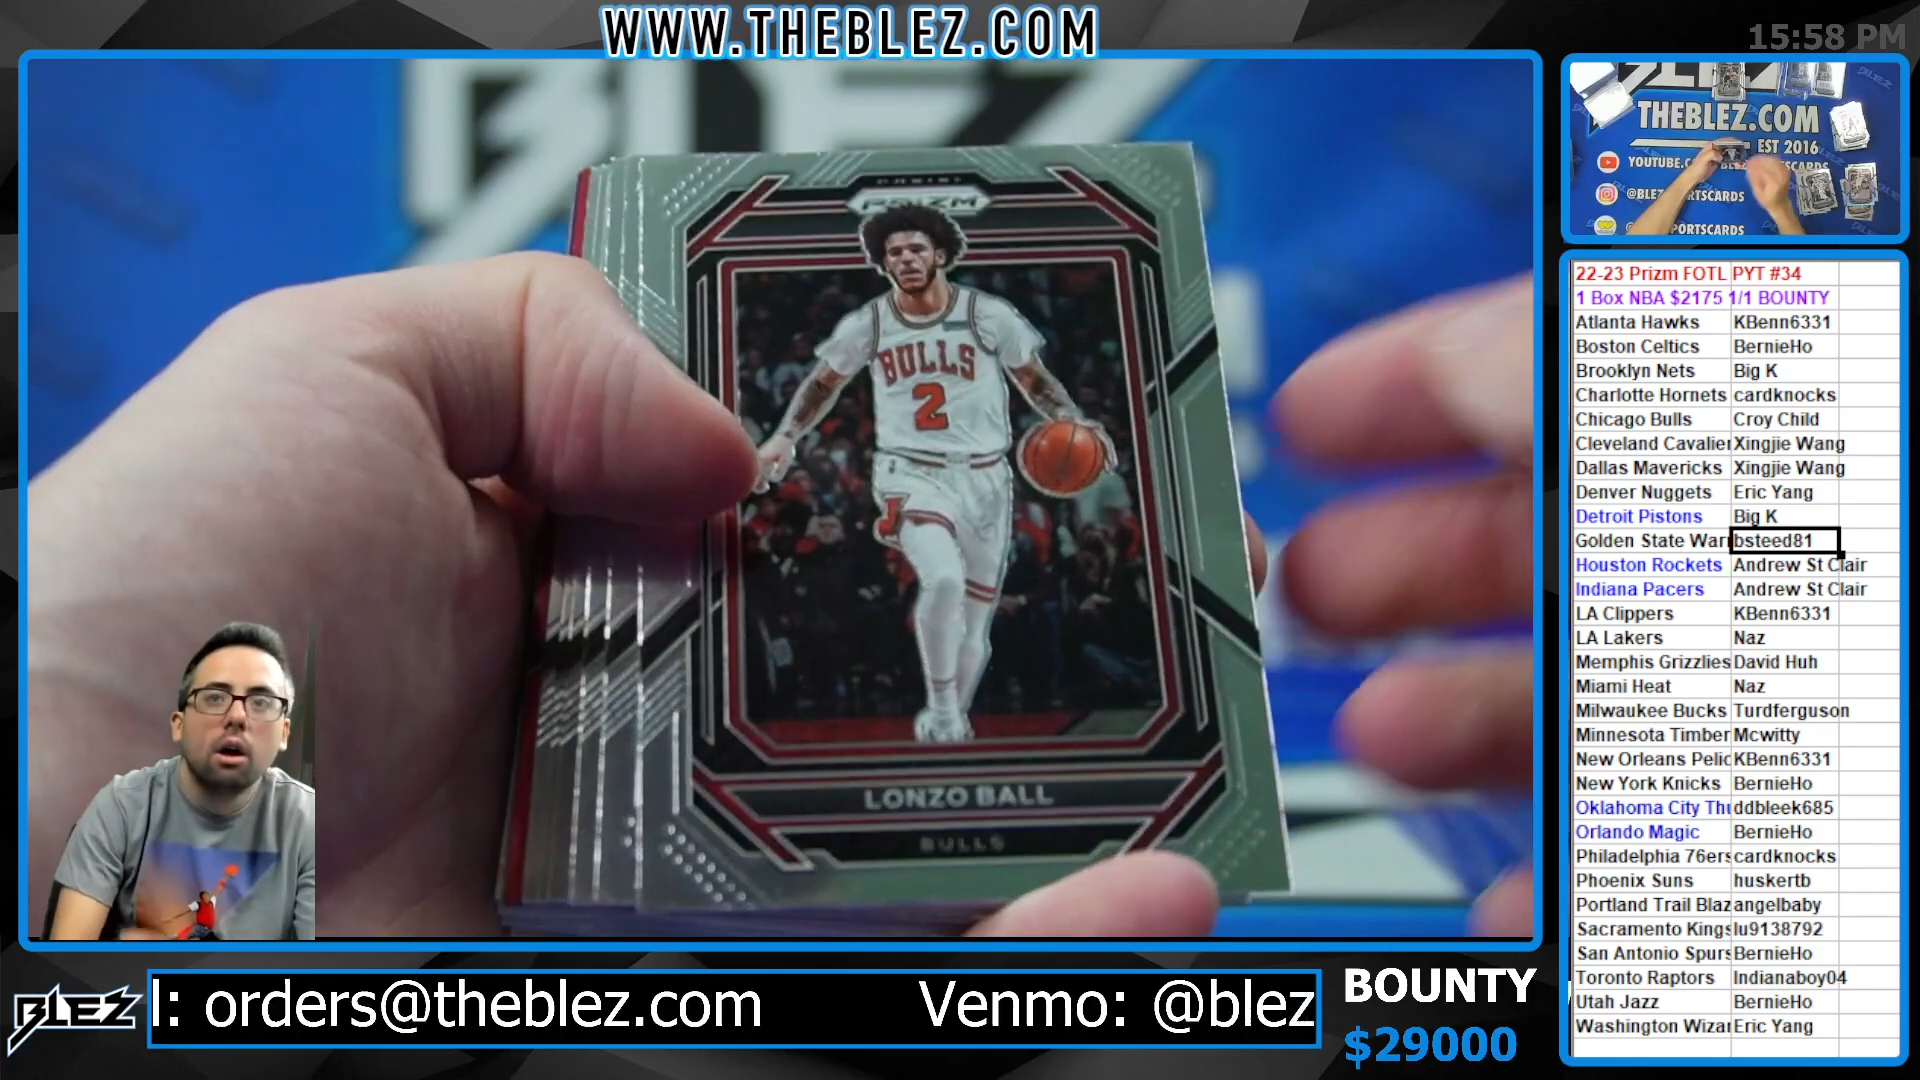 WWW.THEBLEZ.COM
15:58 PM
BLEZ
PANINI
PRIZM
BULLS
2
LONZO BALL
BULLS
THEBLEZ.COM
EST 2016
22-23 Prizm FOTL PYT #34
1 Box NBA $2175 1/1 BOUNTY
Atlanta Hawks KBenn6331
Boston Celtics BernieHo
Brooklyn Nets Big K
Charlotte Hornets cardknocks
Chicago Bulls Croy Child
Cleveland Cavalier Xingjie Wang
Dallas Mavericks Xingjie Wang
Denver Nuggets Eric Yang
Detroit Pistons Big K
Golden State War bsteed81
Houston Rockets Andrew St Clair
Indiana Pacers Andrew St Clair
LA Clippers KBenn6331
LA Lakers Naz
Memphis Grizzlies David Huh
Miami Heat Naz
Milwaukee Bucks Turdferguson
Minnesota Timber Mcwitty
New Orleans Pelic KBenn6331
New York Knicks BernieHo
Oklahoma City Thu ddbleek685
Orlando Magic BernieHo
Philadelphia 76ers cardknocks
Phoenix Suns huskertb
Portland Trail Blaz angelbaby
Sacramento Kings lu9138792
San Antonio Spurs BernieHo
Toronto Raptors Indianaboy04
Utah Jazz BernieHo
Washington Wizar Eric Yang
BLEZ
l: orders@theblez.com Venmo: @blez
BOUNTY
$29000